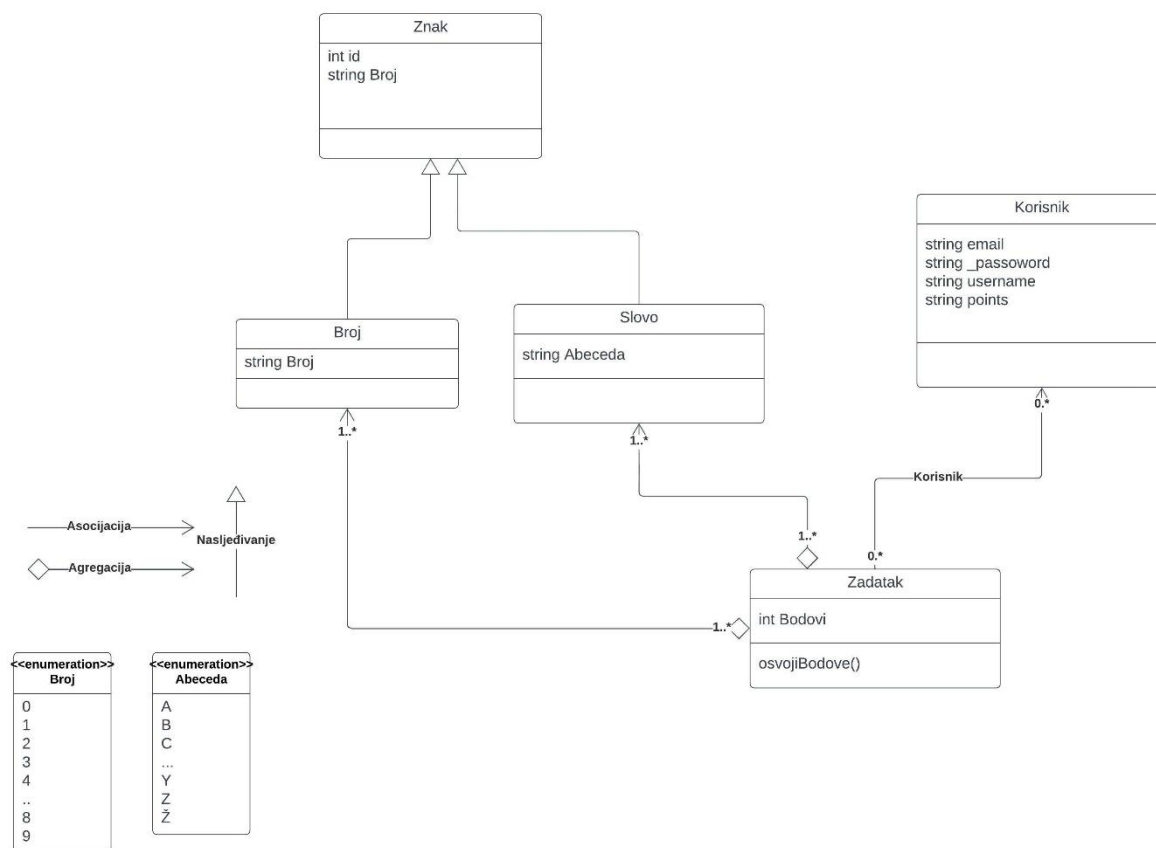 Znak
int id
string Broj
Korisnik
string email
string _passoword
string username
string points
Broj
string Broj
Slovo
string Abeceda
1..*
1..*
0.*
Korisnik
Asocijacija
Nasljeđivanje
Agregacija
1..*
0.*
Zadatak
int Bodovi
1..*
osvojiBodove()
<<enumeration>>
Broj
0
1
2
3
4
..
8
9
<<enumeration>>
Abeceda
A
B
C
...
Y
Z
Ž